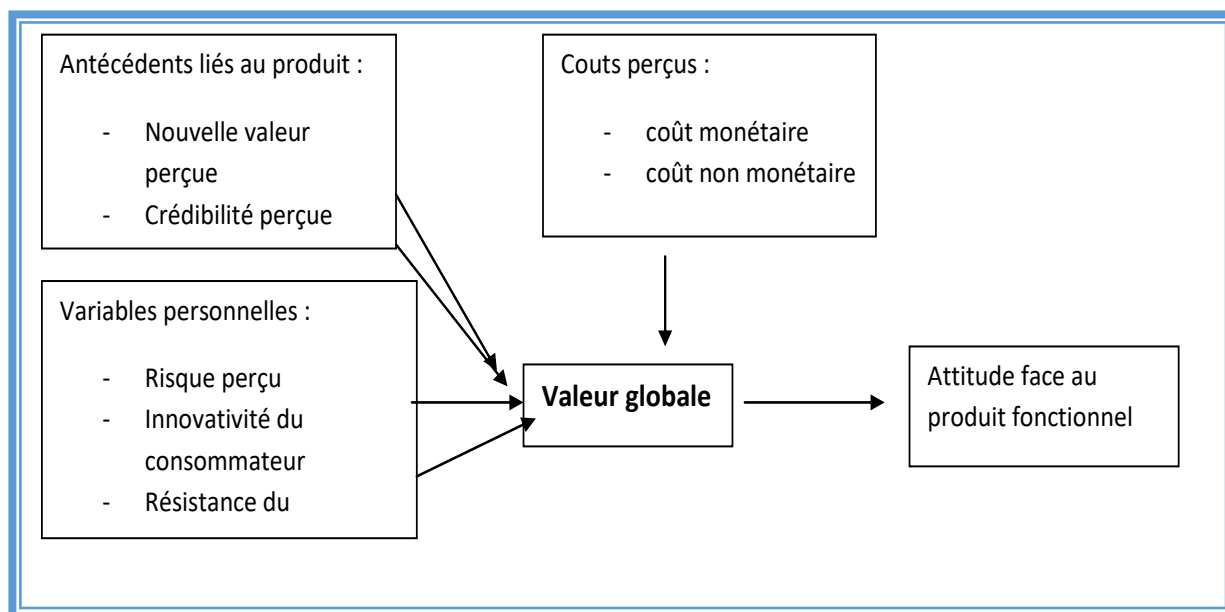 Antécédents liés au produit :
- Nouvelle valeur
perçue
- Crédibilité perçue
Couts perçus :
- coût monétaire
- coût non monétaire
Variables personnelles :
- Risque perçu
- Innovativité du
consommateur
- Résistance du
Valeur globale
Attitude face au
produit fonctionnel